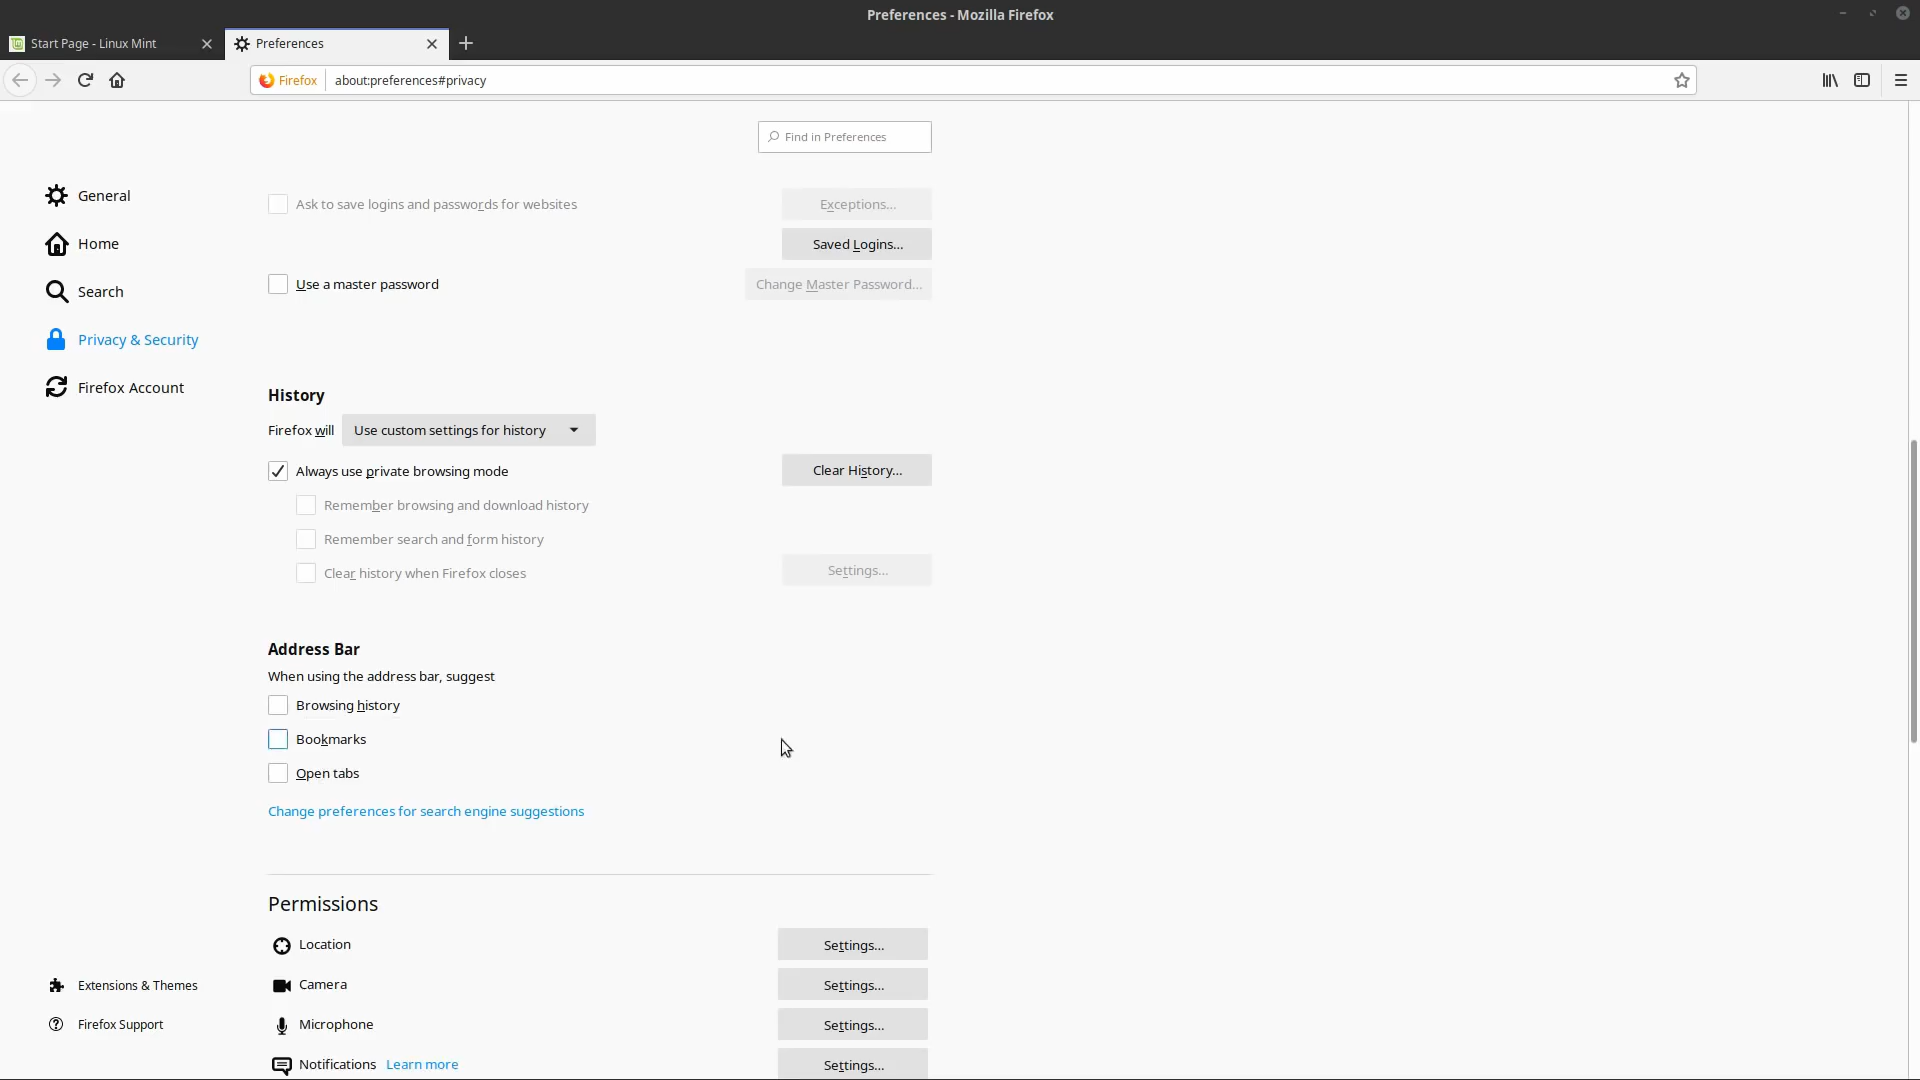 Preferences - Mozilla Firefox
Start Page - Linux Mint
Preferences
Firefox
about:preferences#privacy
Find in Preferences
General
Home
Search
Privacy & Security
Firefox Account
Extensions & Themes
Firefox Support
Ask to save logins and passwords for websites
Exceptions...
Saved Logins...
Use a master password
Change Master Password...
History
Firefox will Use custom settings for history
Always use private browsing mode
Clear History...
Remember browsing and download history
Remember search and form history
Clear history when Firefox closes
Settings...
Address Bar
When using the address bar, suggest
Browsing history
Bookmarks
Open tabs
Change preferences for search engine suggestions
Permissions
Location
Settings...
Camera
Settings...
Microphone
Settings...
Notifications Learn more
Settings...